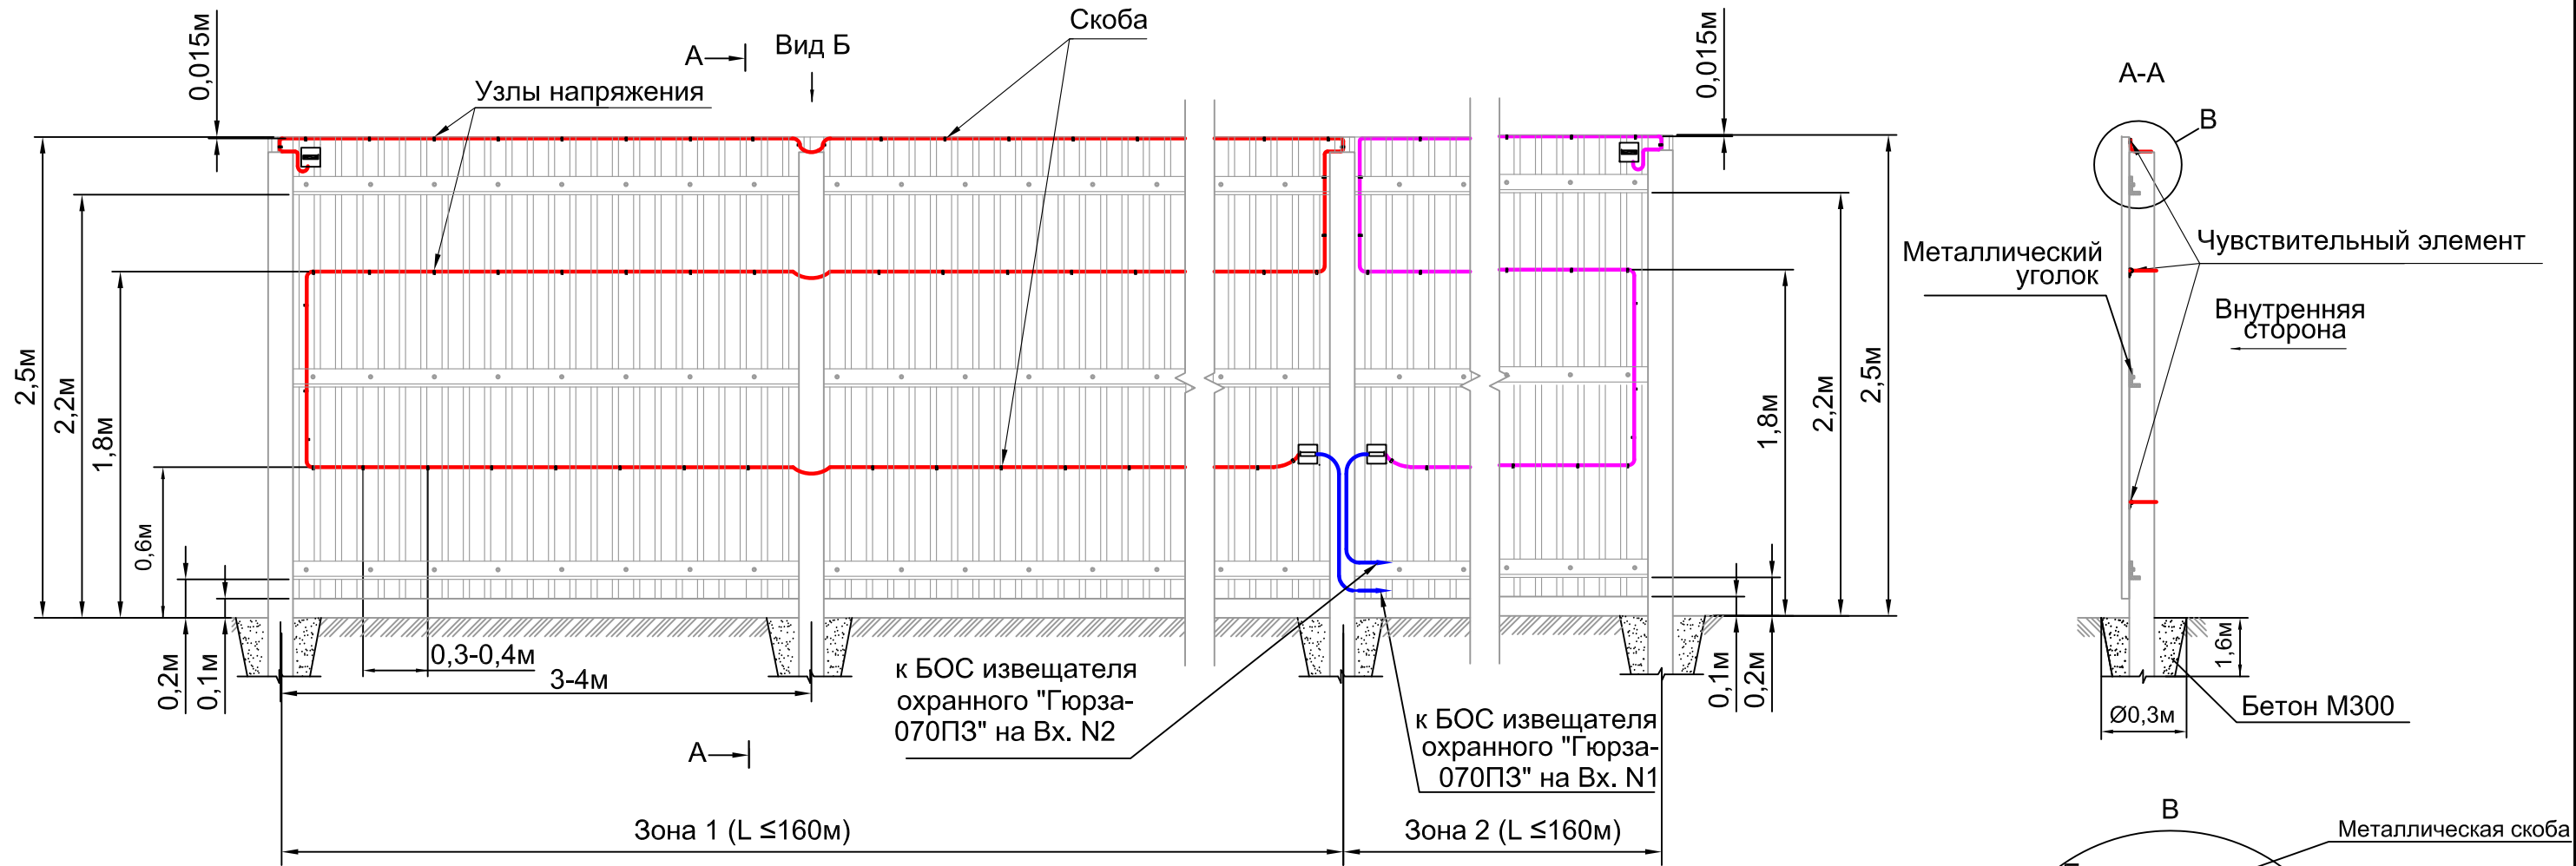 0,015м
А
Вид Б
Скоба
Узлы напряжения
0,015м
А-А
В
Чувствительный элемент
Металлический
уголок
Внутренняя
сторона
2,5м
2,2м
1,8м
0,6м
0,2м
0,1м
0,3-0,4м
3-4м
1,8м
2,2м
2,5м
0,1м
0,2м
к БОС извещателя
охранного "Гюрза-
070ПЗ" на Вх. N2
к БОС извещателя
охранного "Гюрза-
070ПЗ" на Вх. N1
А
1,6м
Ø0,3м
Бетон М300
Зона 1 (L ≤160м)
Зона 2 (L ≤160м)
В
Металлическая скоба